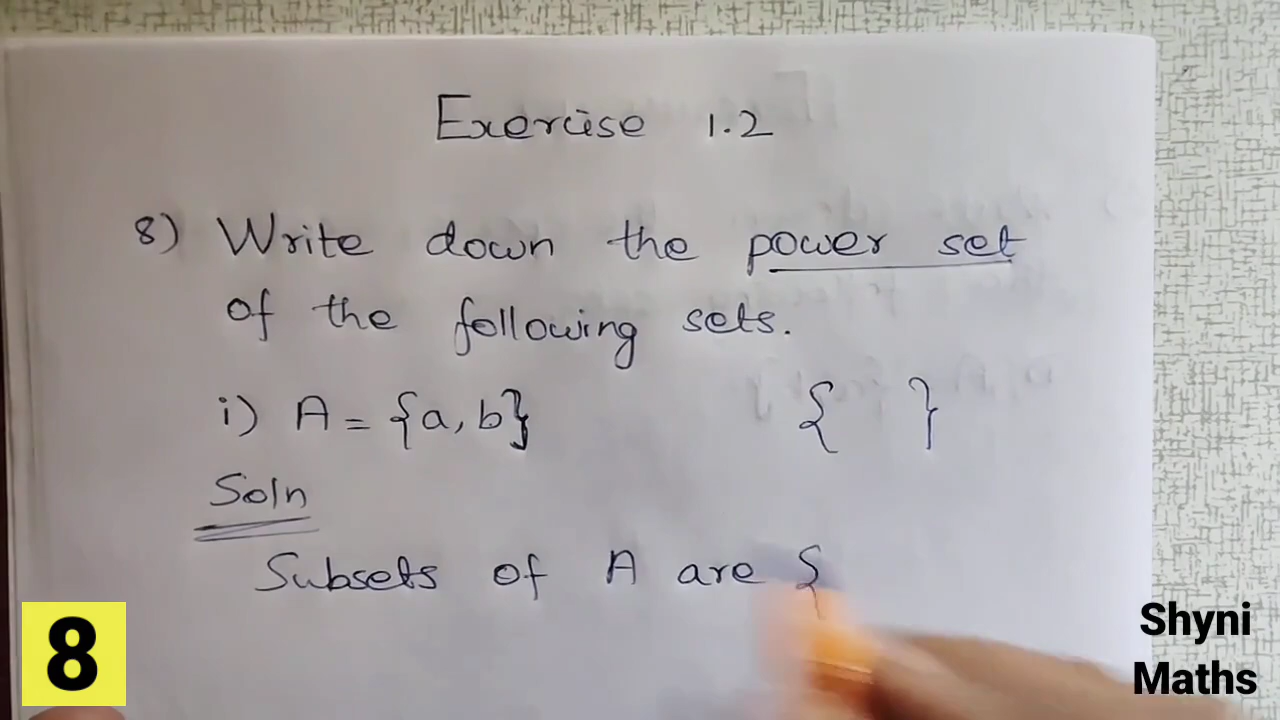 Exercise 1.2
8) Write down the power set
of the following sets.
i) A = {a, b} { }
Soln
Subsets of A are {
8
Shyni
Maths